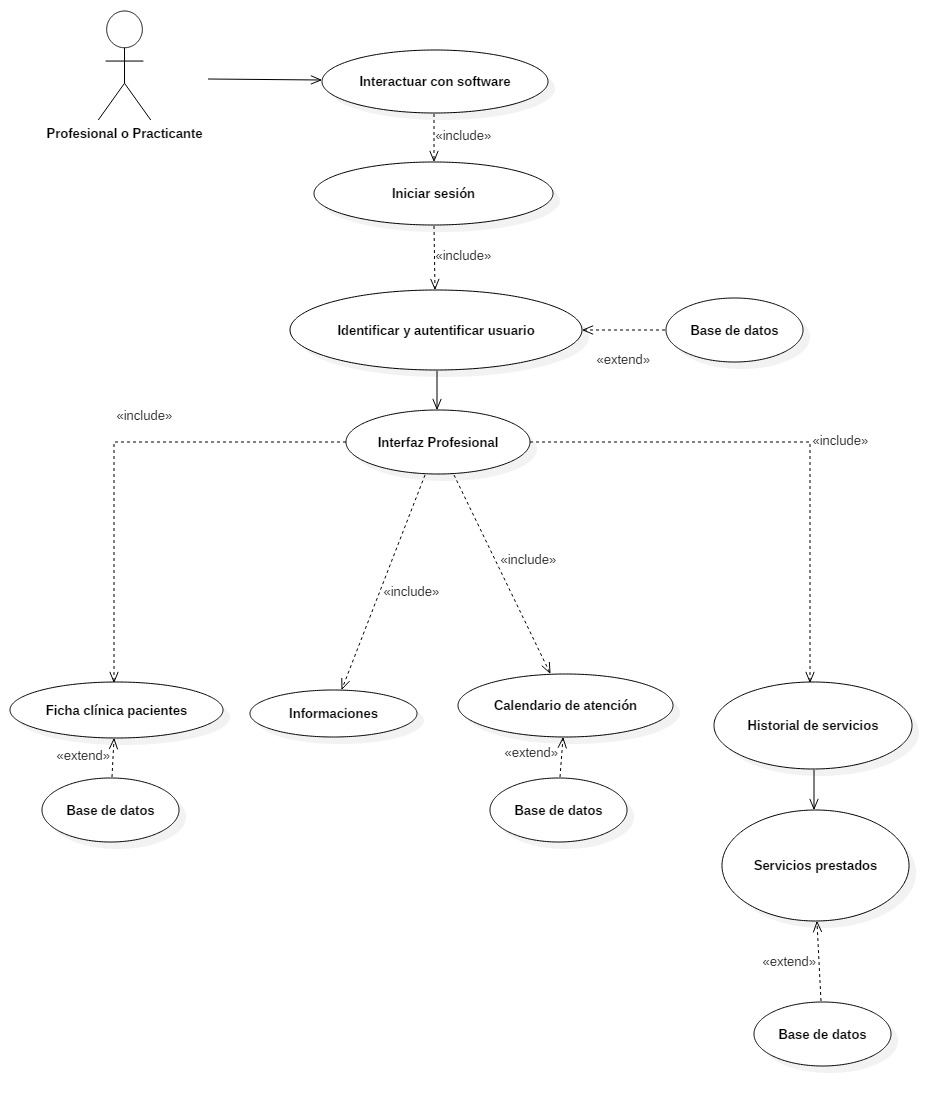 Interactuar con software
Profesional o Practicante
«include»
Iniciar sesión
«include»
Identificar y autentificar usuario
Base de datos
«extend»
«include»
Interfaz Profesional
«include»
«include»
«include»
Ficha clínica pacientes
Informaciones
Calendario de atención
Historial de servicios
«extend»
«extend»
Base de datos
Base de datos
Servicios prestados
«extend»
Base de datos